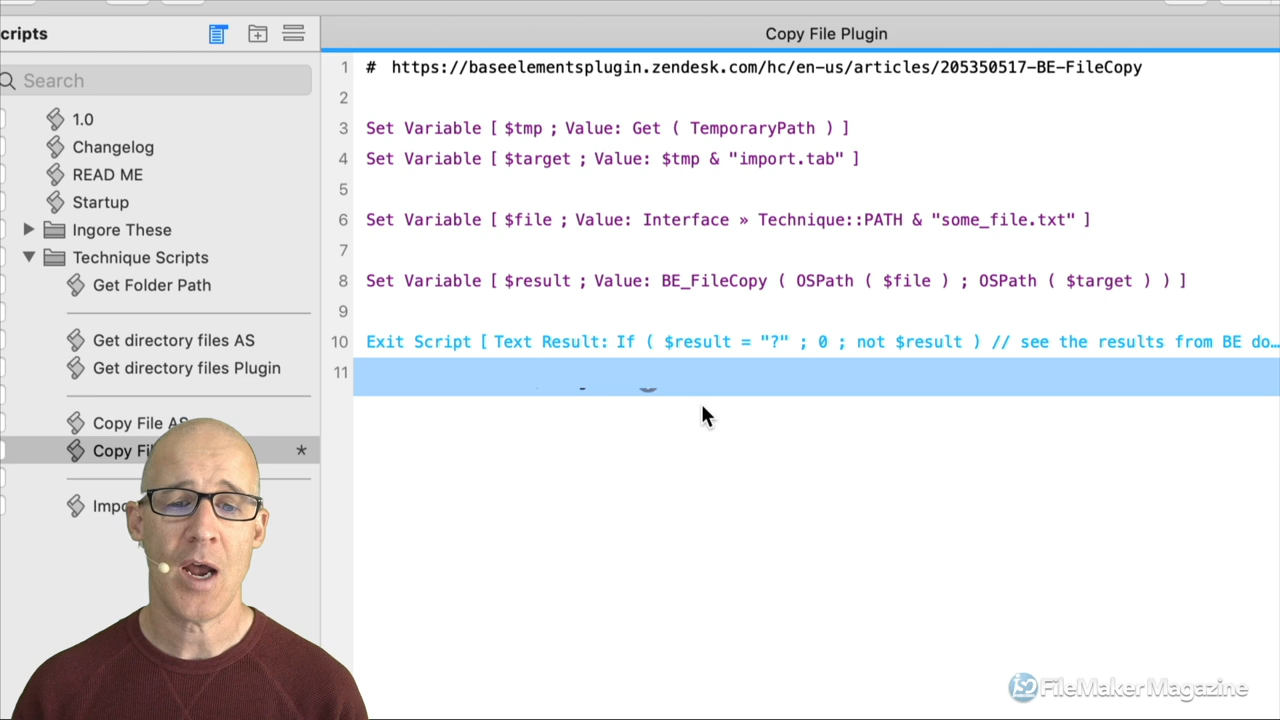 cripts
Copy File Plugin
Search
1.0
Changelog
READ ME
Startup
Ingore These
Technique Scripts
Get Folder Path
Get directory files AS
Get directory files Plugin
Copy File AS
Copy Fil
*
Impo
1 # https://baseelementsplugin.zendesk.com/hc/en-us/articles/205350517-BE-FileCopy
2
3 Set Variable [ $tmp ; Value: Get ( TemporaryPath ) ]
4 Set Variable [ $target ; Value: $tmp & "import.tab" ]
5
6 Set Variable [ $file ; Value: Interface » Technique::PATH & "some_file.txt" ]
7
8 Set Variable [ $result ; Value: BE_FileCopy ( OSPath ( $file ) ; OSPath ( $target ) ) ]
9
10 Exit Script [ Text Result: If ( $result = "?" ; 0 ; not $result ) // see the results from BE do…
11
FileMaker Magazine